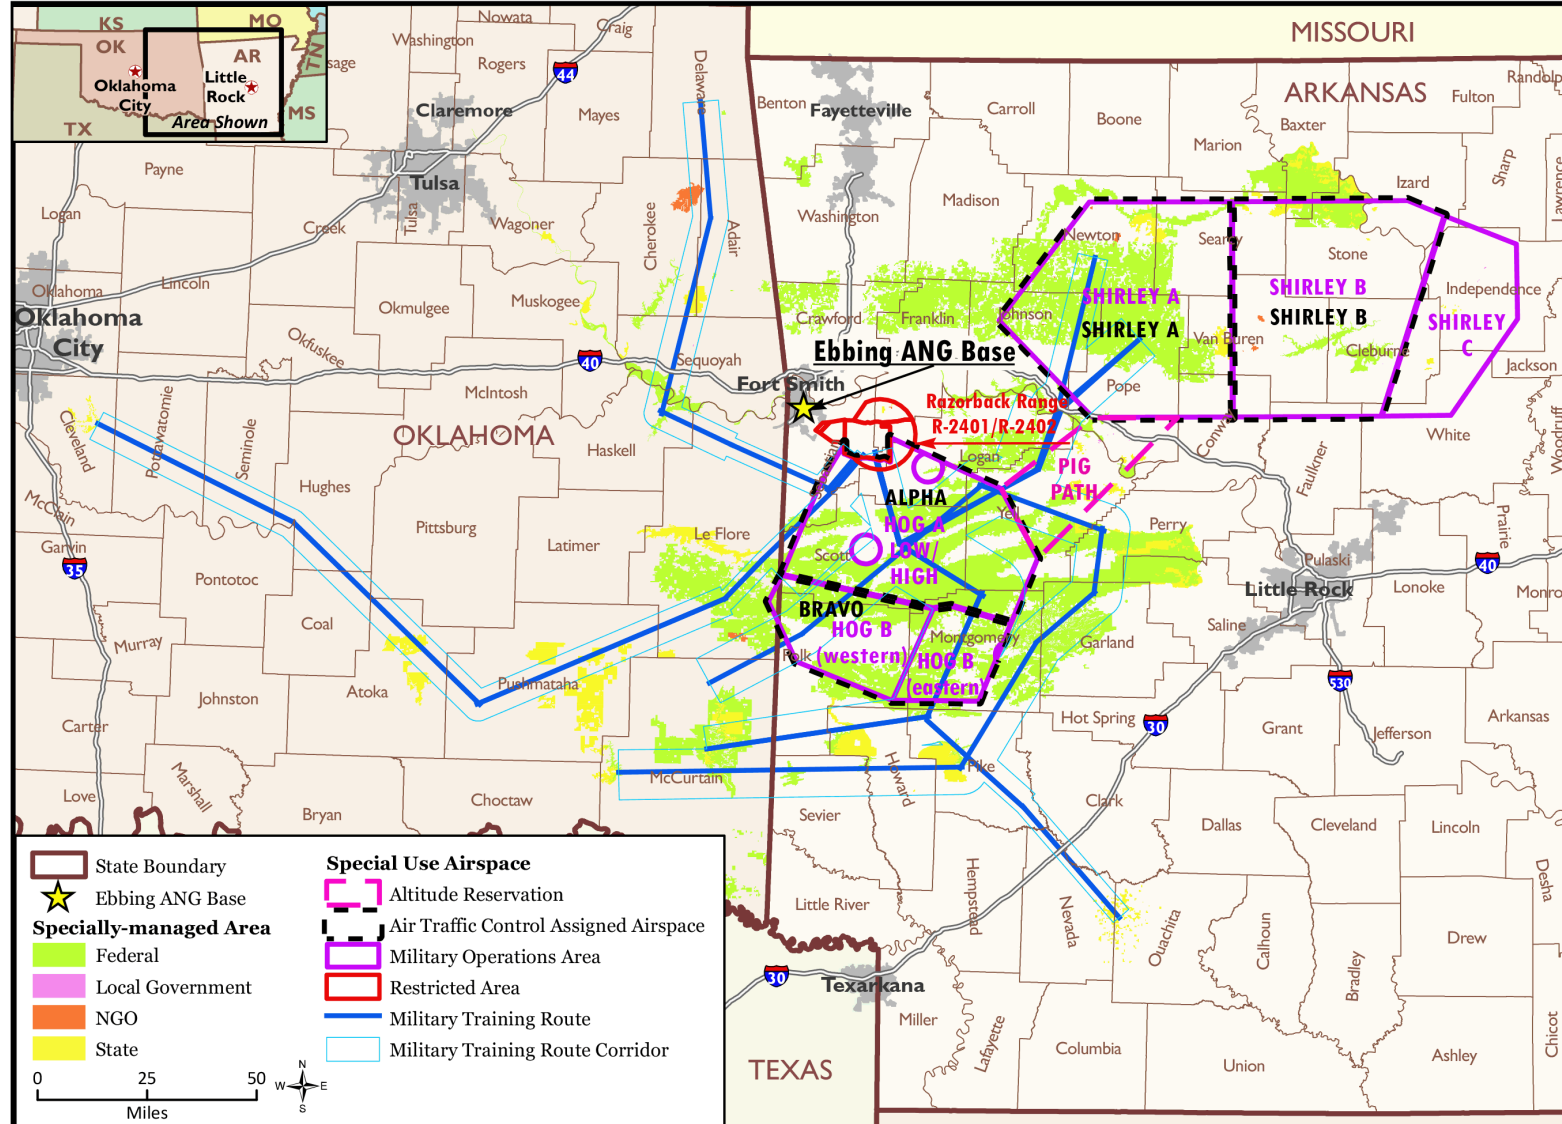 KS
MO
OK
AR
TN
Oklahoma
City
Little
Rock
MS
TX
Area Shown
MISSOURI
ARKANSAS
OKLAHOMA
TEXAS
Nowata
Craig
Washington
Rogers
44
Delaware
Claremore
Mayes
Payne
Tulsa
Tulsa
Logan
Creek
Wagoner
Cherokee
Adair
Oklahoma
Lincoln
Okmulgee
Muskogee
Oklahoma
City
Okfuskee
40
Sequoyah
McIntosh
Cleveland
Pottawatomie
Seminole
Haskell
Hughes
McClain
Pittsburg
Le Flore
Latimer
Garvin
35
Pontotoc
Coal
Murray
Pushmataha
Atoka
Johnston
Carter
Marshall
McCurtain
Love
Bryan
Choctaw
Benton
Fayetteville
Carroll
Boone
Fulton
Baxter
Marion
Izard
Sharp
Lawrence
Madison
Washington
Newton
Searcy
Stone
Independence
SHIRLEY A
SHIRLEY A
SHIRLEY B
SHIRLEY B
SHIRLEY
C
Crawford
Franklin
Johnson
Van Buren
Cleburne
Jackson
Ebbing ANG Base
Fort Smith
Pope
Razorback Range
R-2401/R-2402
Logan
Conway
White
Woodruff
Faulkner
PIG
PATH
ALPHA
Yell
HOG A
LOW/
HIGH
Scott
Perry
Prairie
Pulaski
40
Little Rock
Lonoke
Monro
BRAVO
HOG B
(western)
Montgomery
HOG B
(eastern)
Polk
Garland
Saline
530
Hot Spring
30
Grant
Jefferson
Arkansas
Pike
Howard
Clark
Sevier
Dallas
Cleveland
Lincoln
Desha
Hempstead
Little River
Nevada
Ouachita
Calhoun
Bradley
Drew
30
Texarkana
Miller
Lafayette
Columbia
Union
Ashley
Chicot
State Boundary
Ebbing ANG Base
Specially-managed Area
Federal
Local Government
NGO
State
Special Use Airspace
Altitude Reservation
Air Traffic Control Assigned Airspace
Military Operations Area
Restricted Area
Military Training Route
Military Training Route Corridor
0 25 50
Miles
N
W E
S